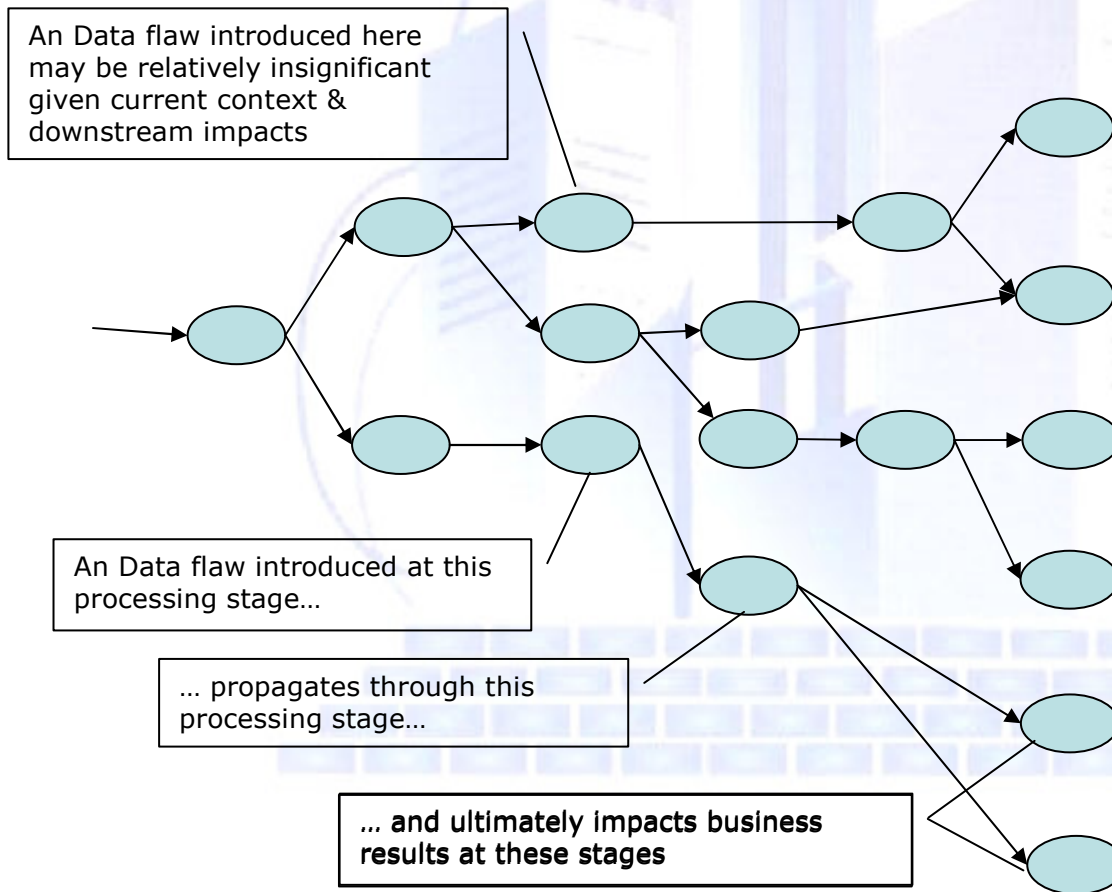 An Data flaw introduced here
may be relatively insignificant
given current context &
downstream impacts
An Data flaw introduced at this
processing stage…
… propagates through this
processing stage…
… and ultimately impacts business
results at these stages